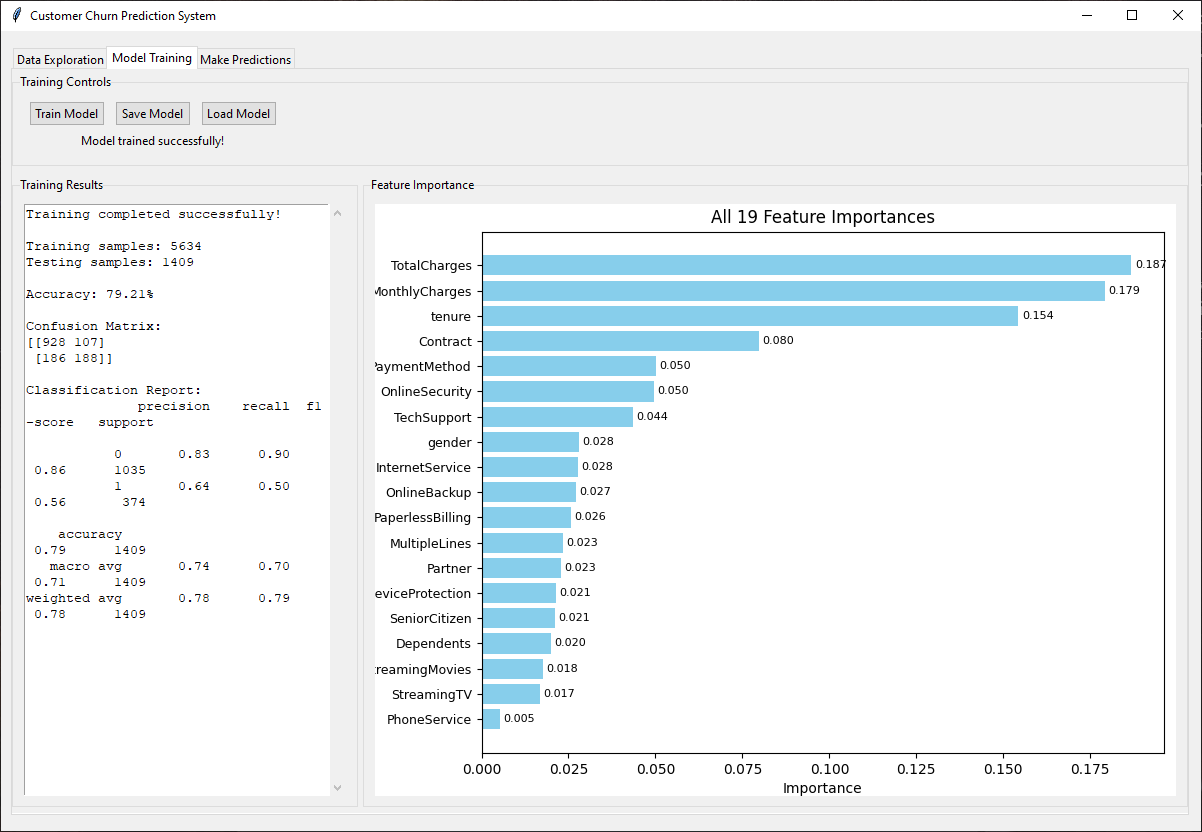 Customer Churn Prediction System
Data Exploration Model Training Make Predictions
Training Controls
Train Model Save Model Load Model
Model trained successfully!
Training Results
Training completed successfully!
Training samples: 5634
Testing samples: 1409
Accuracy: 79.21%
Confusion Matrix:
[[928 107]
[186 188]]
Classification Report:
precision recall f1
-score support
0 0.83 0.90
0.86 1035
1 0.64 0.50
0.56 374
accuracy
0.79 1409
macro avg 0.74 0.70
0.71 1409
weighted avg 0.78 0.79
0.78 1409
Feature Importance
All 19 Feature Importances
TotalCharges 0.187
MonthlyCharges 0.179
tenure 0.154
Contract 0.080
PaymentMethod 0.050
OnlineSecurity 0.050
TechSupport 0.044
gender 0.028
InternetService 0.028
OnlineBackup 0.027
PaperlessBilling 0.026
MultipleLines 0.023
Partner 0.023
eviceProtection 0.021
SeniorCitizen 0.021
Dependents 0.020
treamingMovies 0.018
StreamingTV 0.017
PhoneService 0.005
0.000 0.025 0.050 0.075 0.100 0.125 0.150 0.175
Importance